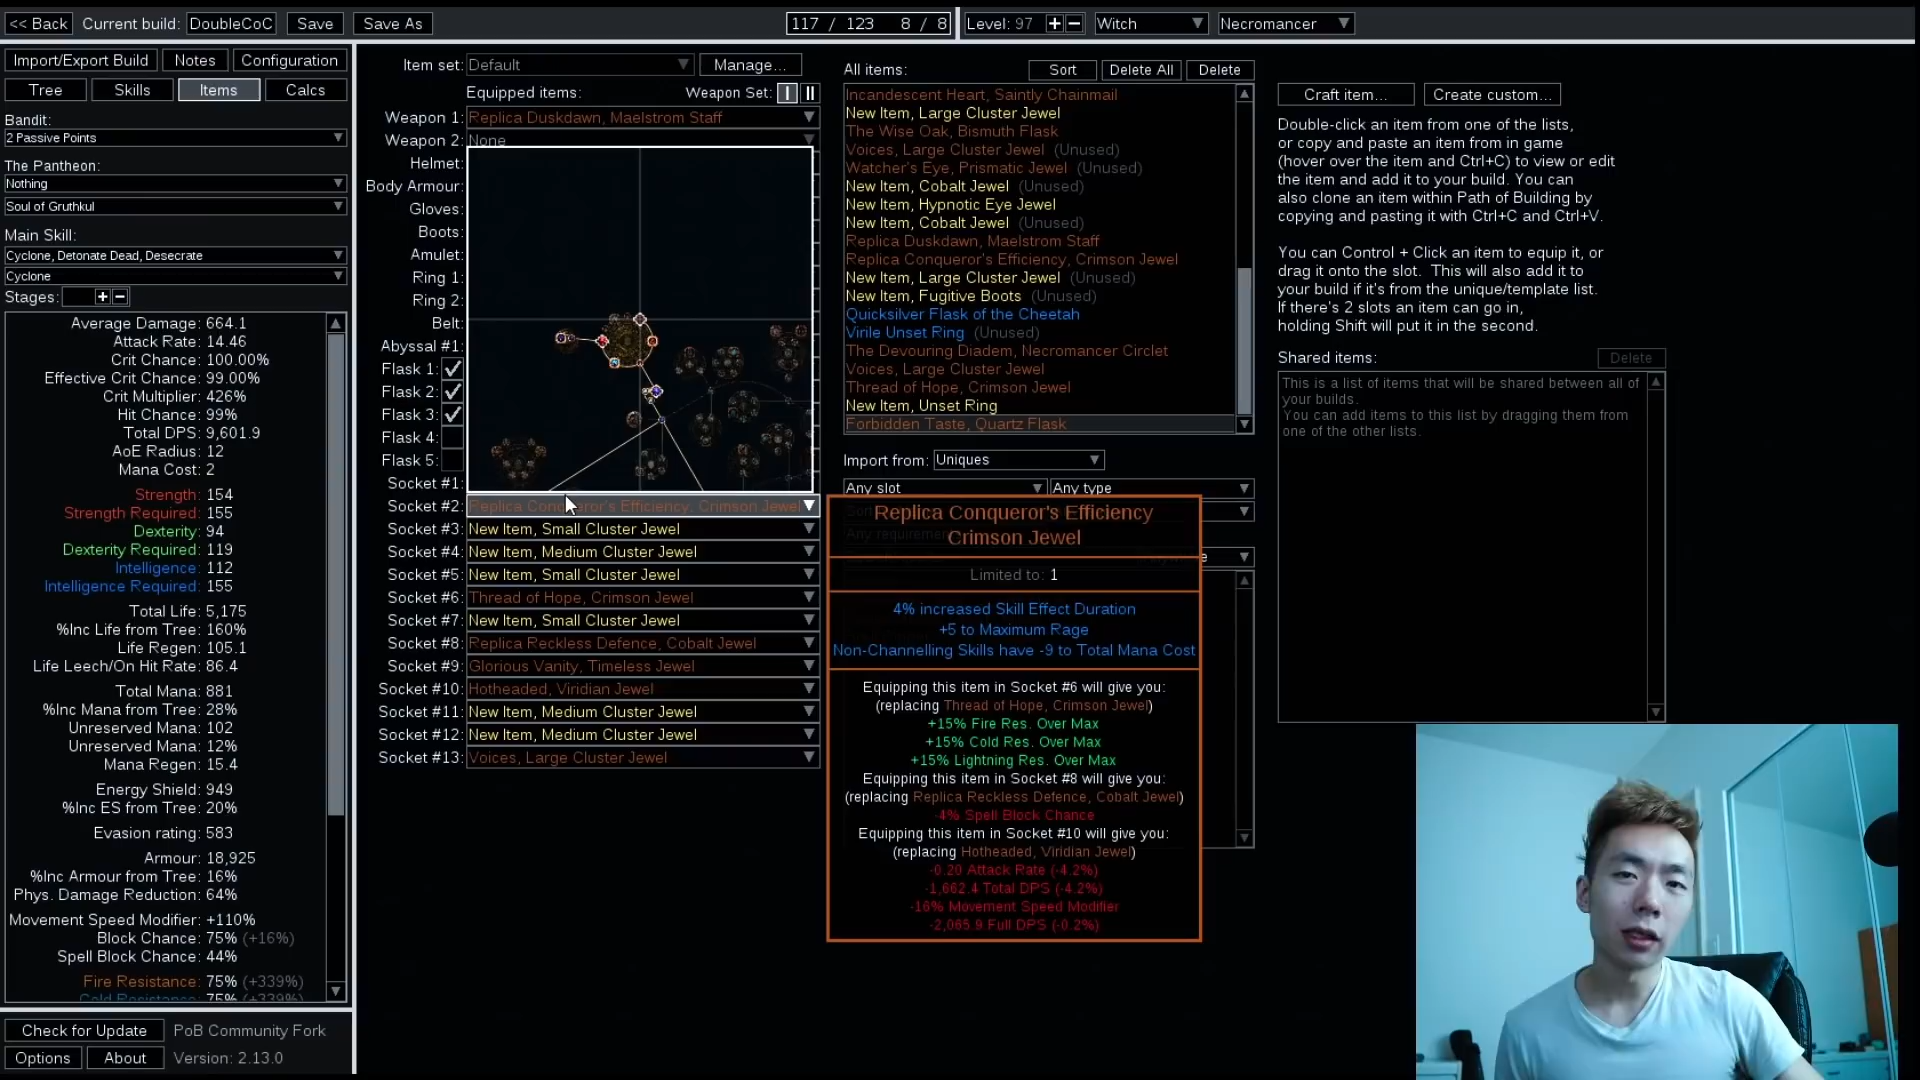 << Back
Current build:
DoubleCoC
Save
Save As
117 / 123   8 / 8
Level: 97
+
−
Witch
Necromancer
Import/Export Build
Notes
Configuration
Tree
Skills
Items
Calcs
Bandit:
2 Passive Points
The Pantheon:
Nothing
Soul of Gruthkul
Main Skill:
Cyclone, Detonate Dead, Desecrate
Cyclone
Stages:
+
−
Average Damage: 664.1
Attack Rate: 14.46
Crit Chance: 100.00%
Effective Crit Chance: 99.00%
Crit Multiplier: 426%
Hit Chance: 99%
Total DPS: 9,601.9
AoE Radius: 12
Mana Cost: 2
Strength: 154
Strength Required: 155
Dexterity: 94
Dexterity Required: 119
Intelligence: 112
Intelligence Required: 155
Total Life: 5,175
%Inc Life from Tree: 160%
Life Regen: 105.1
Life Leech/On Hit Rate: 86.4
Total Mana: 881
%Inc Mana from Tree: 28%
Unreserved Mana: 102
Unreserved Mana: 12%
Mana Regen: 15.4
Energy Shield: 949
%Inc ES from Tree: 20%
Evasion rating: 583
Armour: 18,925
%Inc Armour from Tree: 16%
Phys. Damage Reduction: 64%
Movement Speed Modifier: +110%
Block Chance: 75% (+16%)
Spell Block Chance: 44%
Fire Resistance: 75% (+339%)
Cold Resistance: 75% (+339%)
Check for Update
PoB Community Fork
Options
About
Version: 2.13.0
Item set:
Default
Manage...
Equipped items:
Weapon Set:
I
II
Weapon 1: Replica Duskdawn, Maelstrom Staff
Weapon 2: None
Helmet:
Body Armour:
Gloves:
Boots:
Amulet:
Ring 1:
Ring 2:
Belt:
Abyssal #1:
Flask 1:
Flask 2:
Flask 3:
Flask 4:
Flask 5:
Socket #1:
Socket #2: Replica Conqueror's Efficiency, Crimson Jewel
Socket #3: New Item, Small Cluster Jewel
Socket #4: New Item, Medium Cluster Jewel
Socket #5: New Item, Small Cluster Jewel
Socket #6: Thread of Hope, Crimson Jewel
Socket #7: New Item, Small Cluster Jewel
Socket #8: Replica Reckless Defence, Cobalt Jewel
Socket #9: Glorious Vanity, Timeless Jewel
Socket #10: Hotheaded, Viridian Jewel
Socket #11: New Item, Medium Cluster Jewel
Socket #12: New Item, Medium Cluster Jewel
Socket #13: Voices, Large Cluster Jewel
All items:
Sort
Delete All
Delete
Incandescent Heart, Saintly Chainmail
New Item, Large Cluster Jewel
The Wise Oak, Bismuth Flask
Voices, Large Cluster Jewel (Unused)
Watcher's Eye, Prismatic Jewel (Unused)
New Item, Cobalt Jewel (Unused)
New Item, Hypnotic Eye Jewel
New Item, Cobalt Jewel (Unused)
Replica Duskdawn, Maelstrom Staff
Replica Conqueror's Efficiency, Crimson Jewel
New Item, Large Cluster Jewel (Unused)
New Item, Fugitive Boots (Unused)
Quicksilver Flask of the Cheetah
Virile Unset Ring (Unused)
The Devouring Diadem, Necromancer Circlet
Voices, Large Cluster Jewel
Thread of Hope, Crimson Jewel
New Item, Unset Ring
Forbidden Taste, Quartz Flask
Import from:
Uniques
Any slot
Any type
Replica Conqueror's Efficiency
Crimson Jewel
Limited to: 1
4% increased Skill Effect Duration
+5 to Maximum Rage
Non-Channelling Skills have -9 to Total Mana Cost
Equipping this item in Socket #6 will give you:
(replacing Thread of Hope, Crimson Jewel)
+15% Fire Res. Over Max
+15% Cold Res. Over Max
+15% Lightning Res. Over Max
Equipping this item in Socket #8 will give you:
(replacing Replica Reckless Defence, Cobalt Jewel)
-4% Spell Block Chance
Equipping this item in Socket #10 will give you:
(replacing Hotheaded, Viridian Jewel)
-0.20 Attack Rate (-4.2%)
-1,662.4 Total DPS (-4.2%)
-16% Movement Speed Modifier
-2,065.9 Full DPS (-0.2%)
Craft item...
Create custom...
Double-click an item from one of the lists,
or copy and paste an item from in game
(hover over the item and Ctrl+C) to view or edit
the item and add it to your build. You can
also clone an item within Path of Building by
copying and pasting it with Ctrl+C and Ctrl+V.
You can Control + Click an item to equip it, or
drag it onto the slot.  This will also add it to
your build if it's from the unique/template list.
If there's 2 slots an item can go in,
holding Shift will put it in the second.
Shared items:
Delete
This is a list of items that will be shared between all of
your builds.
You can add items to this list by dragging them from
one of the other lists.